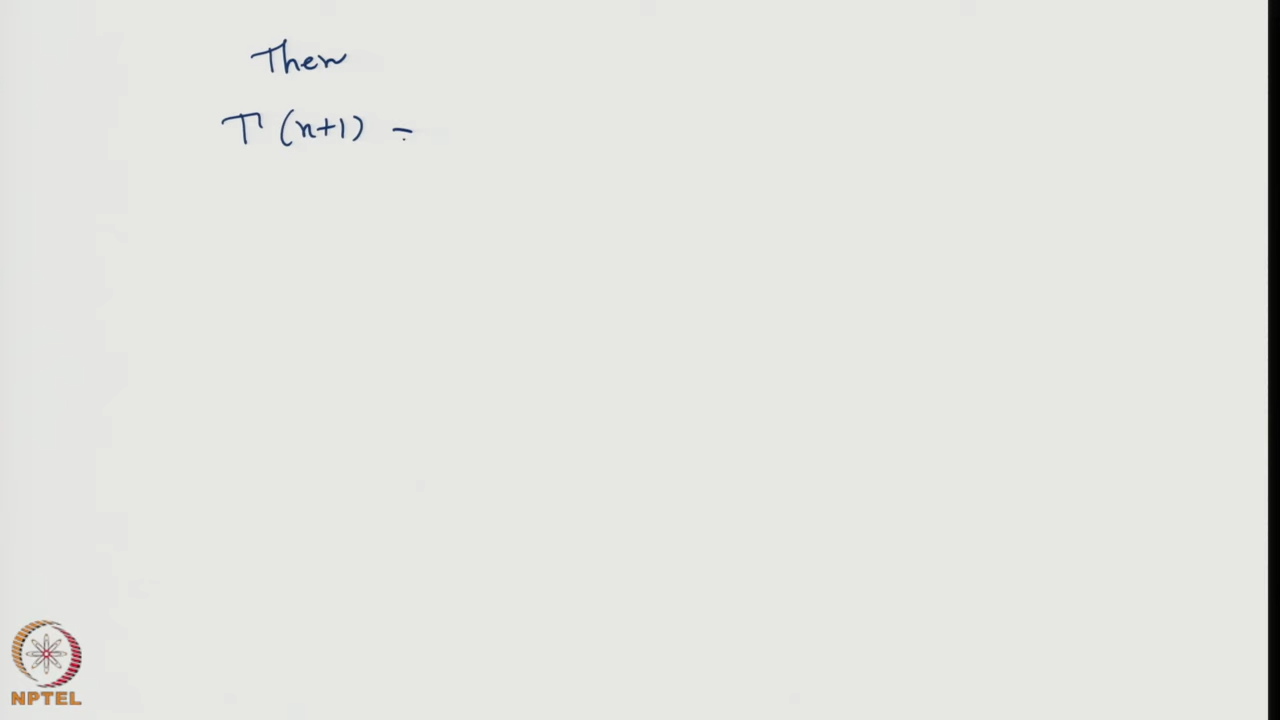 Then
Γ (n+1) -
NPTEL